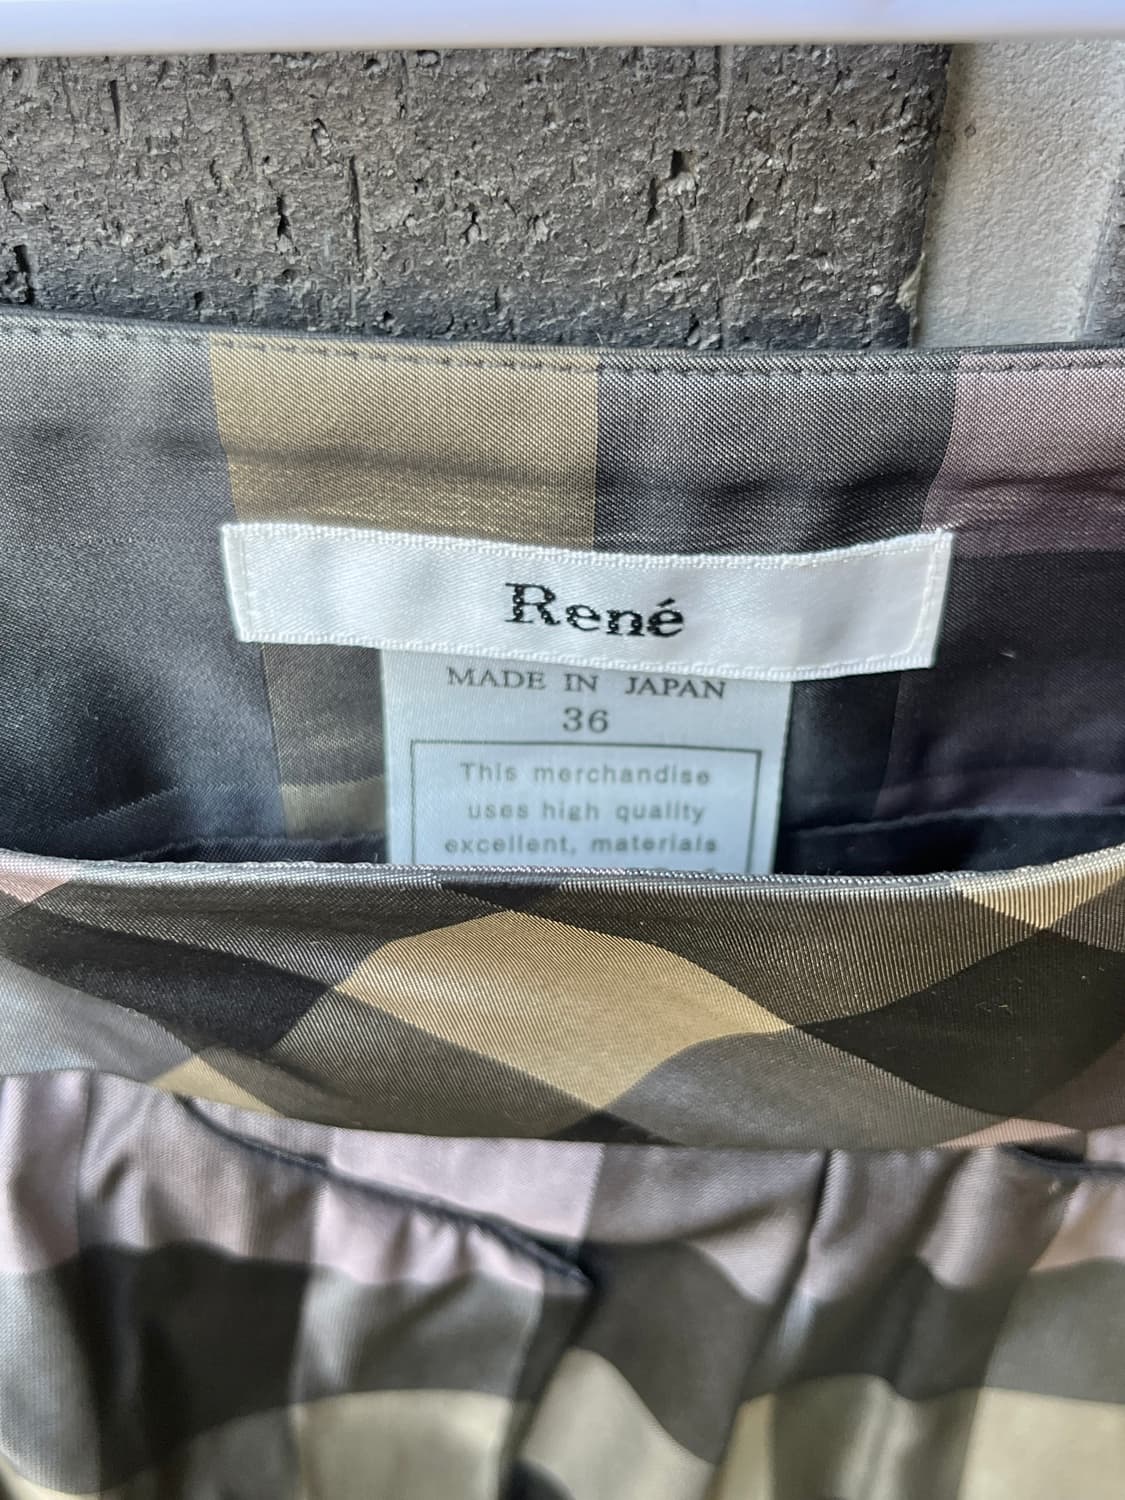 René
MADE IN JAPAN
36
This merchandise
uses high quality
excellent, materials